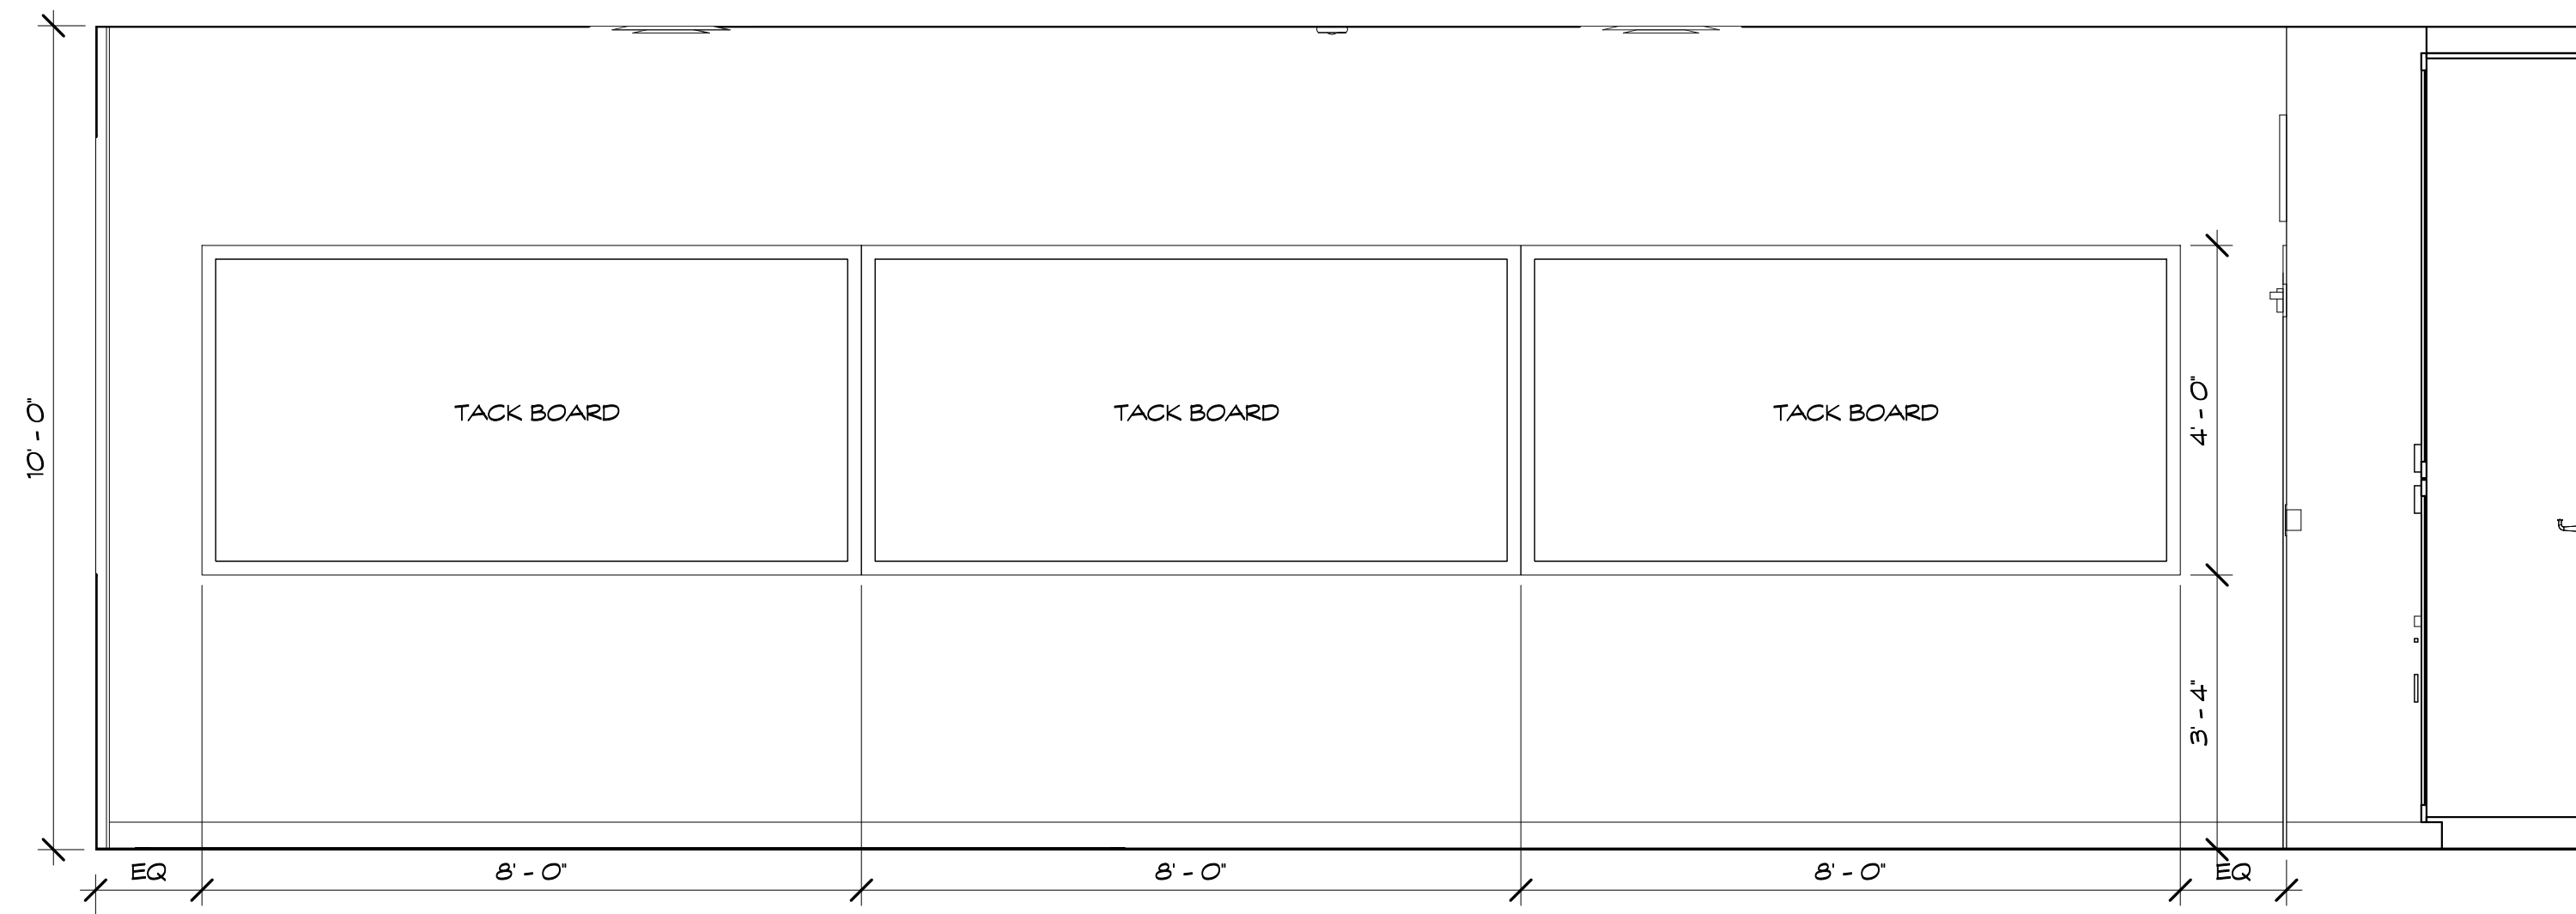 10' - 0"
TACK BOARD
TACK BOARD
TACK BOARD
4' - 0"
3' - 4"
EQ
8' - 0"
8' - 0"
8' - 0"
EQ